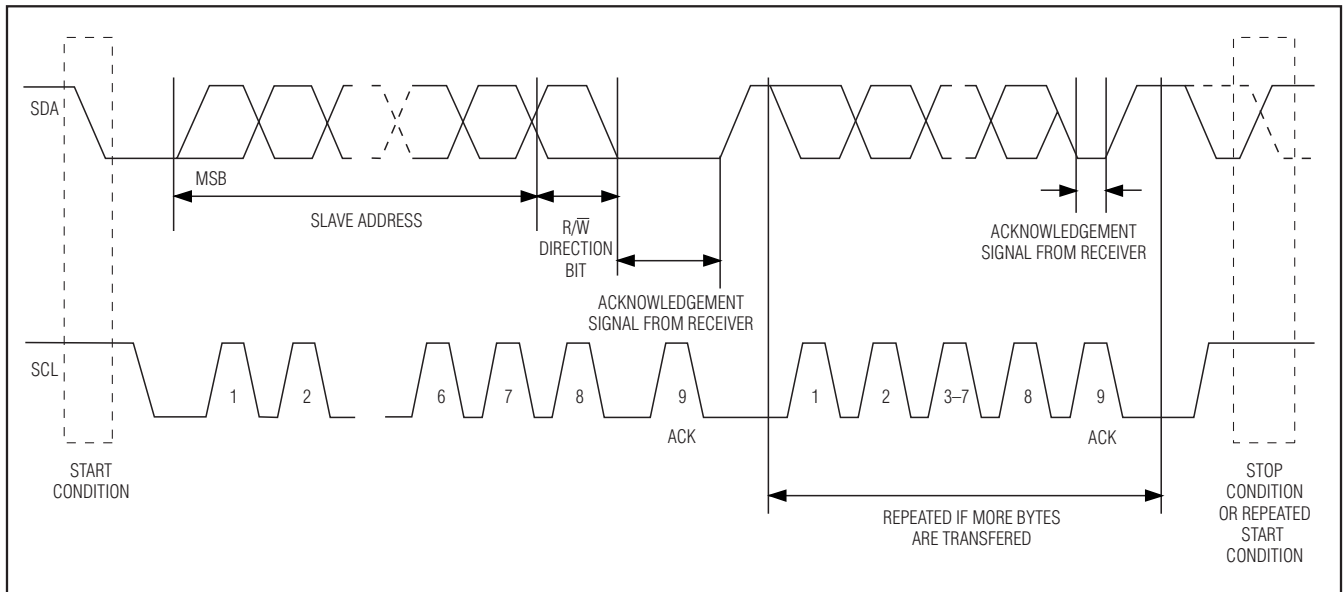 SDA
MSB
SLAVE ADDRESS
R/W̅
DIRECTION
BIT
ACKNOWLEDGEMENT
SIGNAL FROM RECEIVER
ACKNOWLEDGEMENT
SIGNAL FROM RECEIVER
SCL
1 2 6 7 8 9 1 2 3–7 8 9
ACK ACK
START
CONDITION
REPEATED IF MORE BYTES
ARE TRANSFERED
STOP
CONDITION
OR REPEATED
START
CONDITION